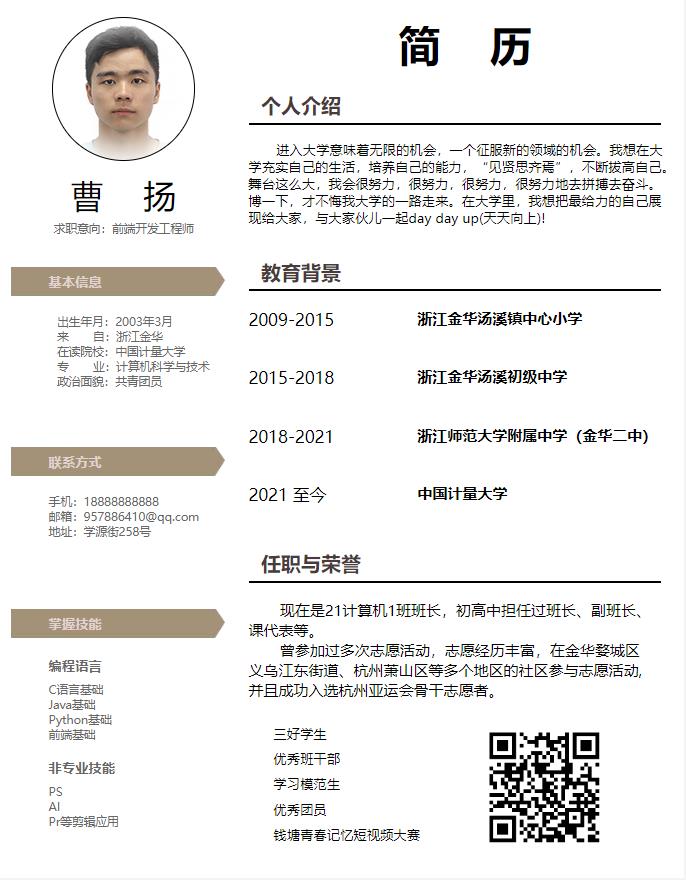 曹 扬
求职意向：前端开发工程师
基本信息
出生年月：2003年3月
来 自：浙江金华
在读院校：中国计量大学
专 业：计算机科学与技术
政治面貌：共青团员
联系方式
手机：18888888888
邮箱：957886410@qq.com
地址：学源街258号
掌握技能
编程语言
C语言基础
Java基础
Python基础
前端基础
非专业技能
PS
AI
Pr等剪辑应用
简 历
个人介绍
进入大学意味着无限的机会，一个征服新的领域的机会。我想在大
学充实自己的生活，培养自己的能力，“见贤思齐焉”，不断拔高自己。
舞台这么大，我会很努力，很努力，很努力，很努力地去拼搏去奋斗。
博一下，才不悔我大学的一路走来。在大学里，我想把最给力的自己展
现给大家，与大家伙儿一起day day up(天天向上)!
教育背景
2009-2015 浙江金华汤溪镇中心小学
2015-2018 浙江金华汤溪初级中学
2018-2021 浙江师范大学附属中学（金华二中）
2021 至今 中国计量大学
任职与荣誉
现在是21计算机1班班长，初高中担任过班长、副班长、
课代表等。
曾参加过多次志愿活动，志愿经历丰富，在金华婺城区
义乌江东街道、杭州萧山区等多个地区的社区参与志愿活动,
并且成功入选杭州亚运会骨干志愿者。
三好学生
优秀班干部
学习模范生
优秀团员
钱塘青春记忆短视频大赛